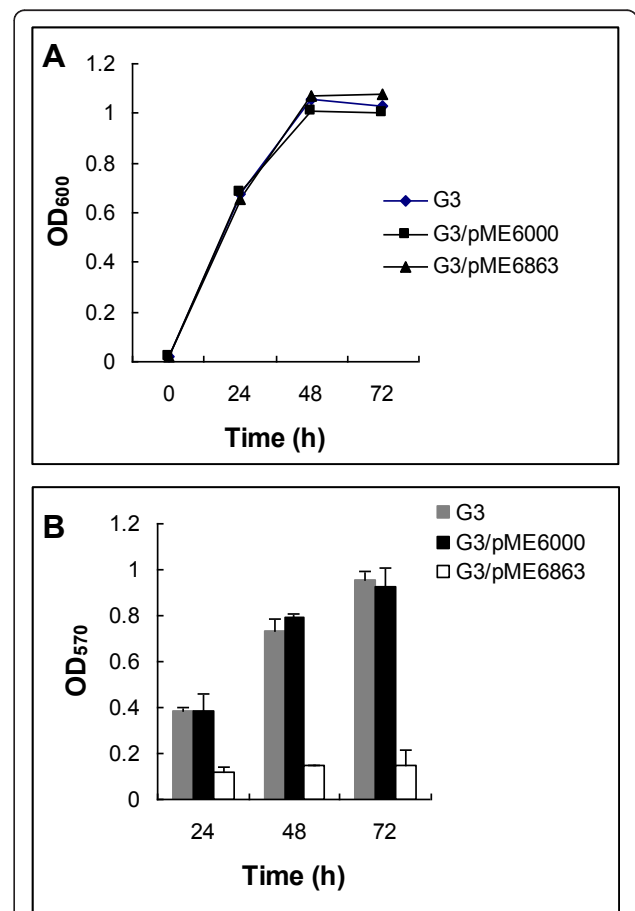 A
1.2
1
0.8
0.6
0.4
0.2
0
OD600
0 24 48 72
Time (h)
G3
G3/pME6000
G3/pME6863
B
1.2
1
0.8
0.6
0.4
0.2
0
OD570
24 48 72
Time (h)
G3
G3/pME6000
G3/pME6863